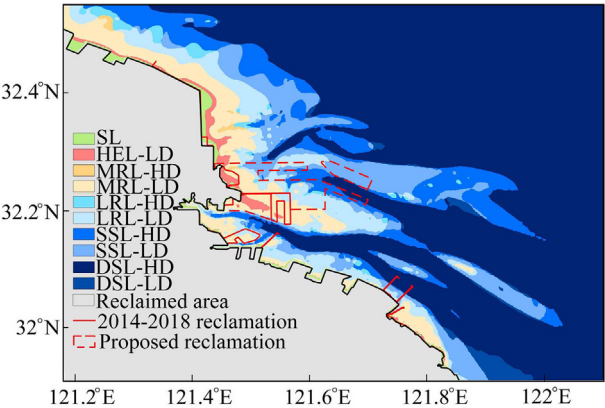 32.4°N
32.2°N
32°N
SL
HEL-LD
MRL-HD
MRL-LD
LRL-HD
LRL-LD
SSL-HD
SSL-LD
DSL-HD
DSL-LD
Reclaimed area
2014-2018 reclamation
Proposed reclamation
121.2°E 121.4°E 121.6°E 121.8°E 122°E